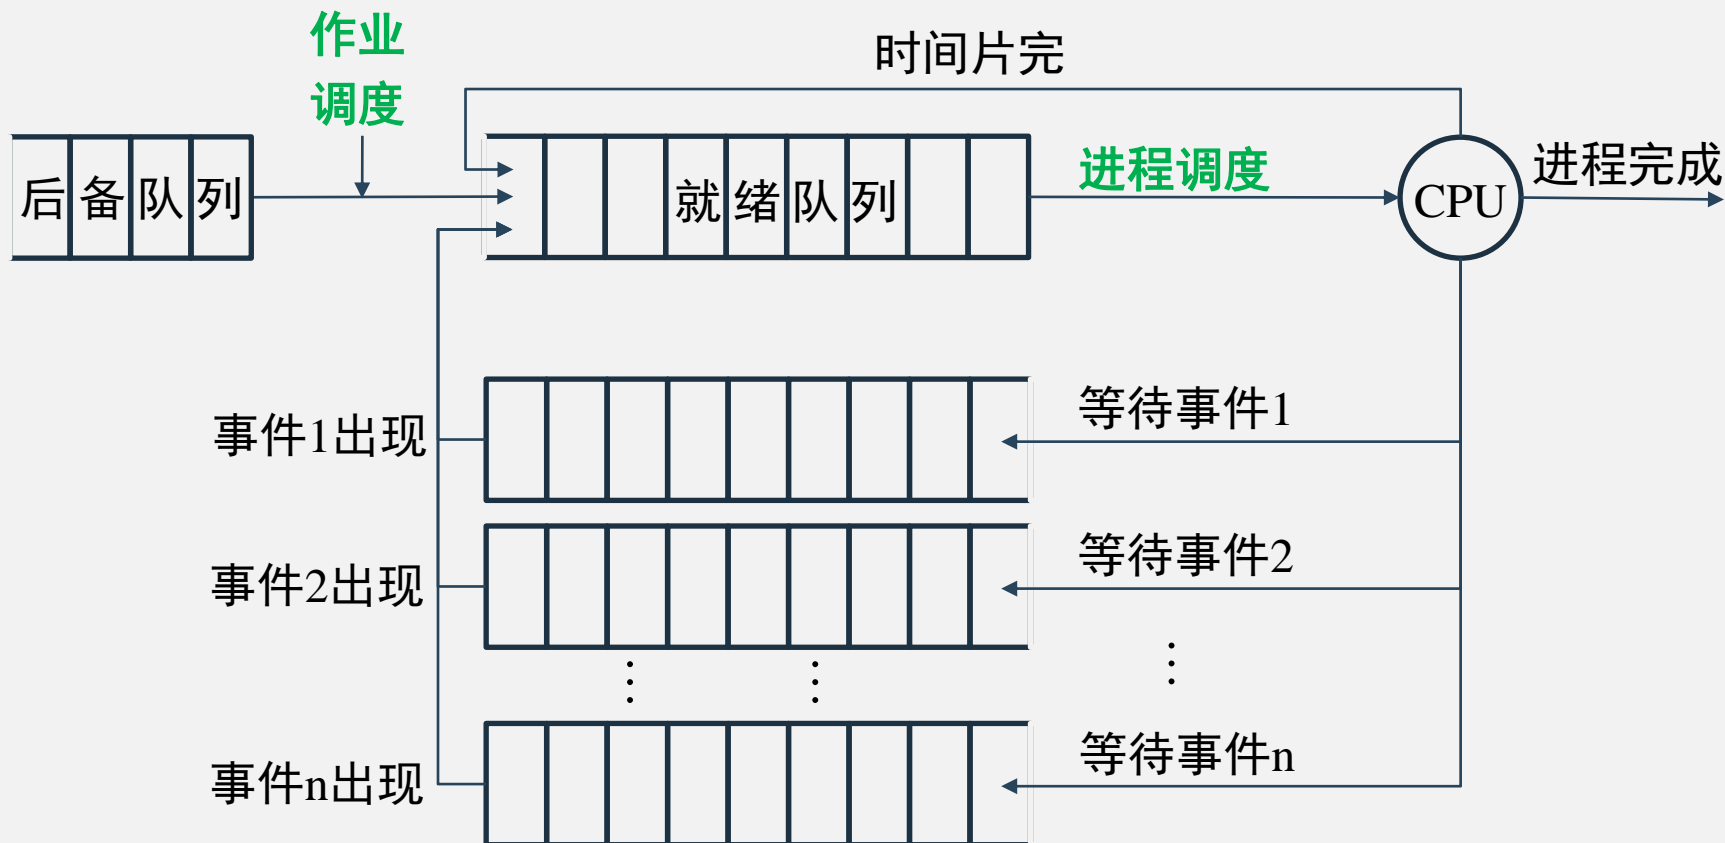 作业
调度
时间片完
后备队列
就绪队列
进程调度
CPU
进程完成
事件1出现
等待事件1
事件2出现
等待事件2
⋮ ⋮ ⋮
事件n出现
等待事件n